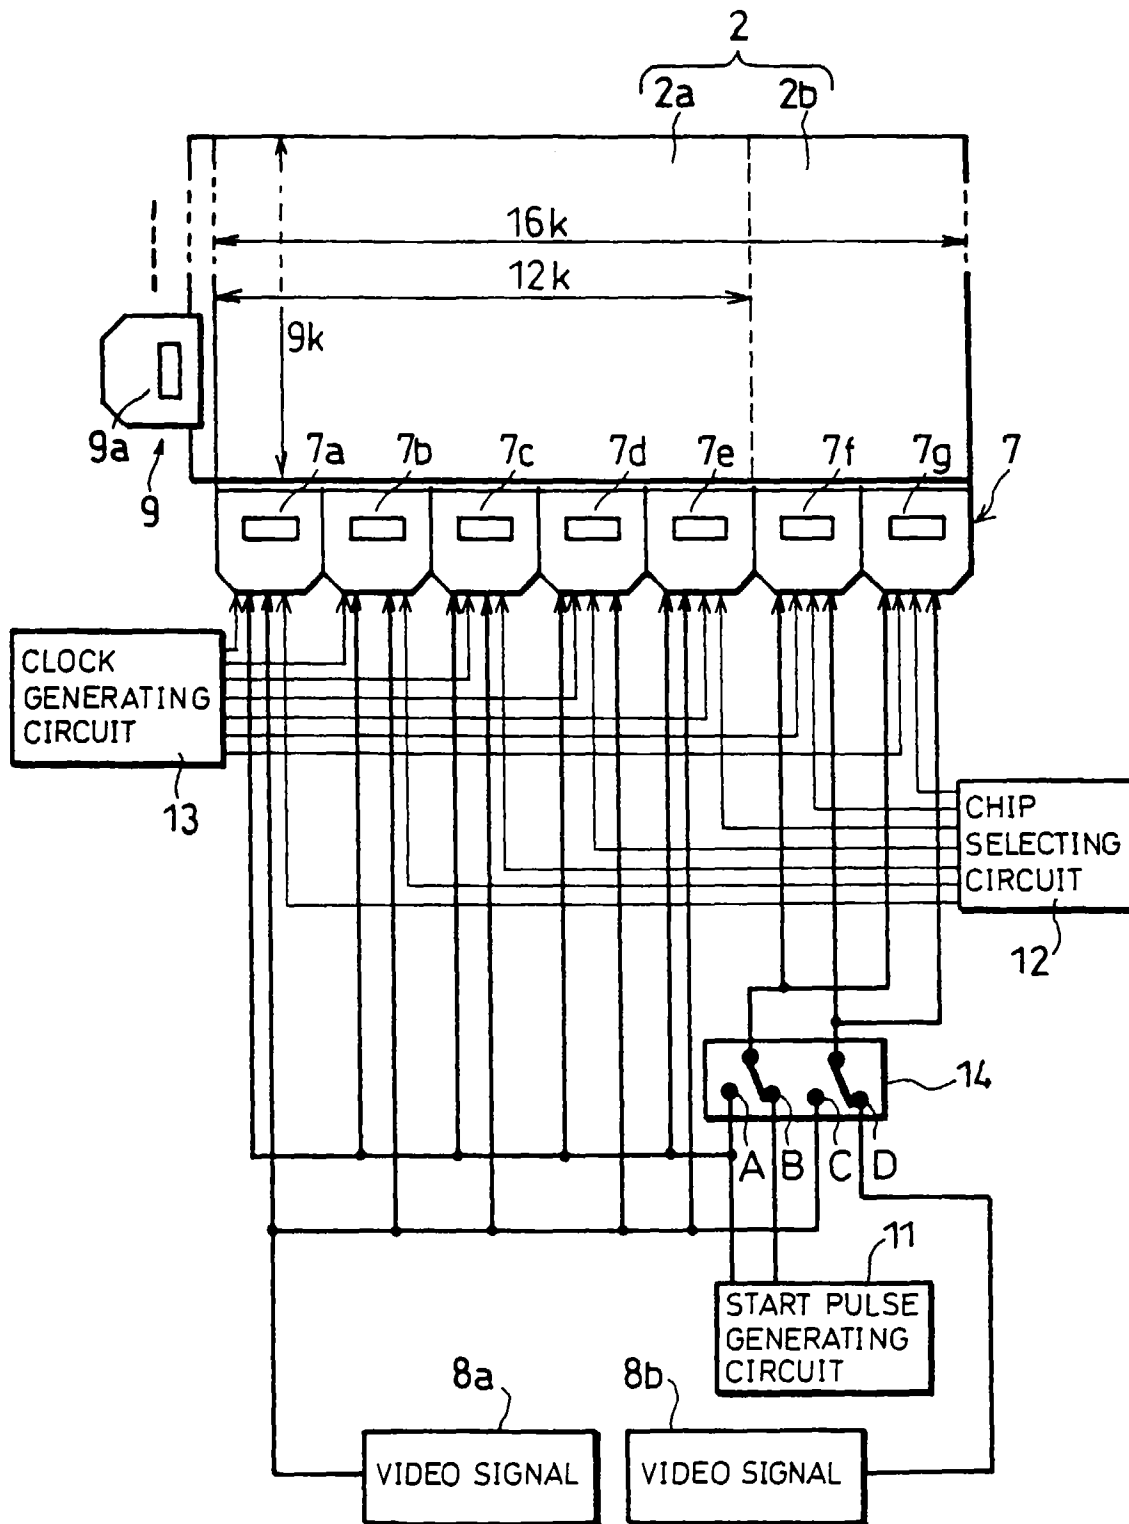 2
2a 2b
16k
12k
9k
9a
9
7a 7b 7c 7d 7e 7f 7g 7
CLOCK
GENERATING
CIRCUIT
13
CHIP
SELECTING
CIRCUIT
12
14
A B C D
11
START PULSE
GENERATING
CIRCUIT
8a
VIDEO SIGNAL
8b
VIDEO SIGNAL